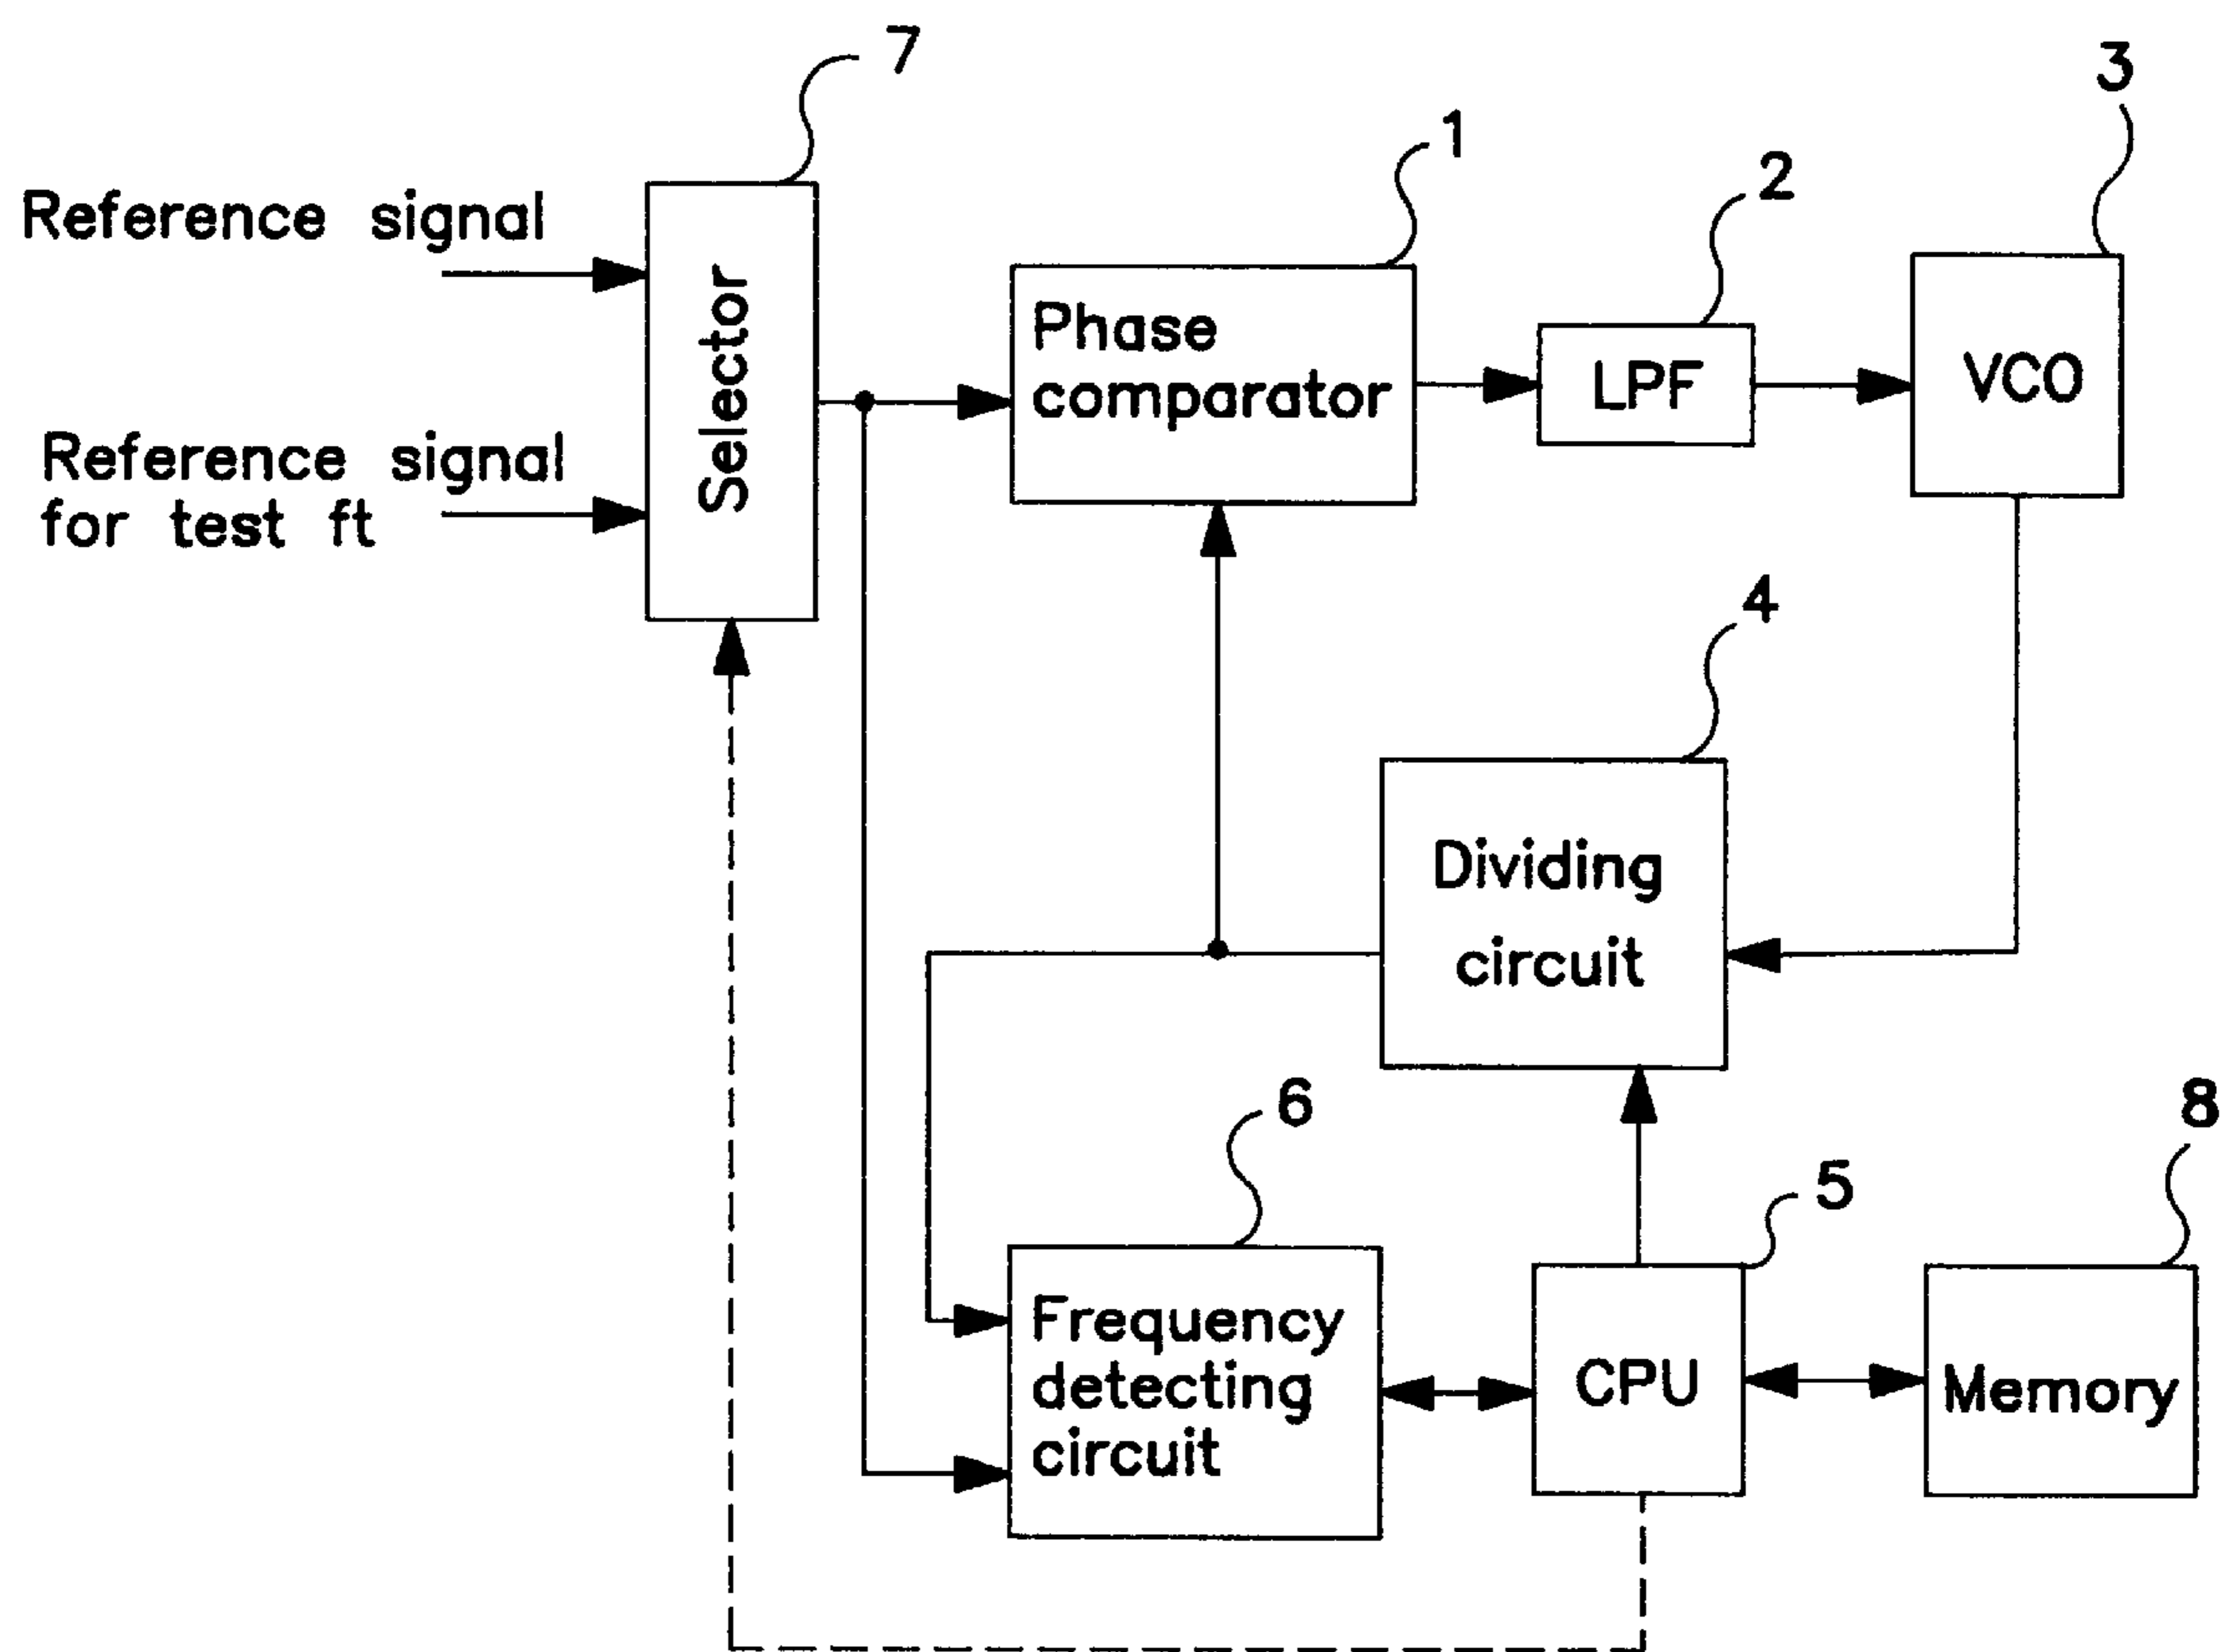 7
3
1
2
Reference signal
Selector
Phase
comparator
LPF
VCO
Reference signal
for test ft
4
Dividing
circuit
6
8
5
Frequency
detecting
circuit
CPU
Memory